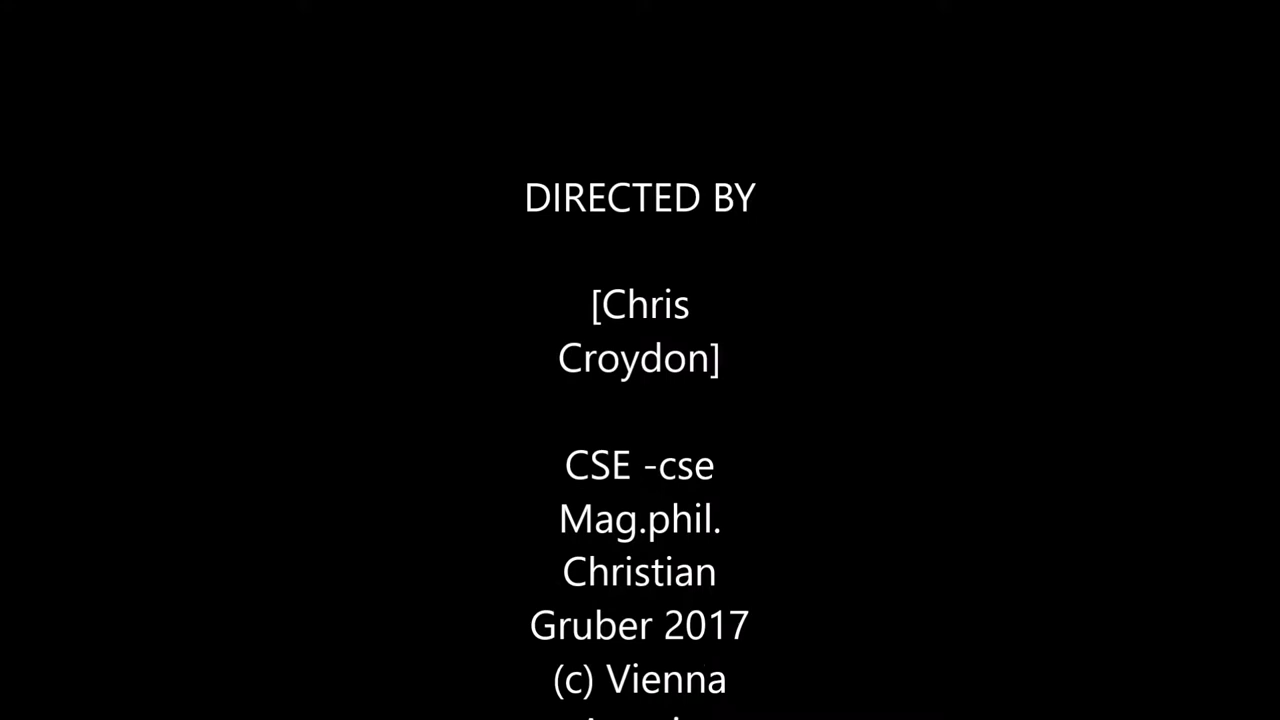 DIRECTED BY
[Chris
Croydon]
CSE -cse
Mag.phil.
Christian
Gruber 2017
(c) Vienna